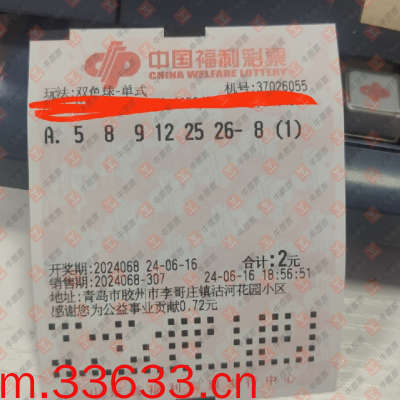 中国福利彩票
CHINA WELFARE LOTTERY
玩法:双色球-单式 机号:37026055
A. 5 8 9 12 25 26- 8 (1)
开奖期:2024068 24-06-16 合计:2元
销售期:2024068-307 24-06-16 18:56:51
地址:青岛市胶州市李哥庄镇沽河花园小区
感谢您为公益事业贡献0.72元
m.33633.cn